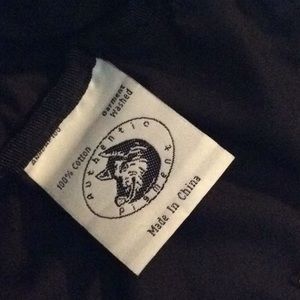 100% Cotton
Garment
Washed
Authentic
Pigment
Made In China